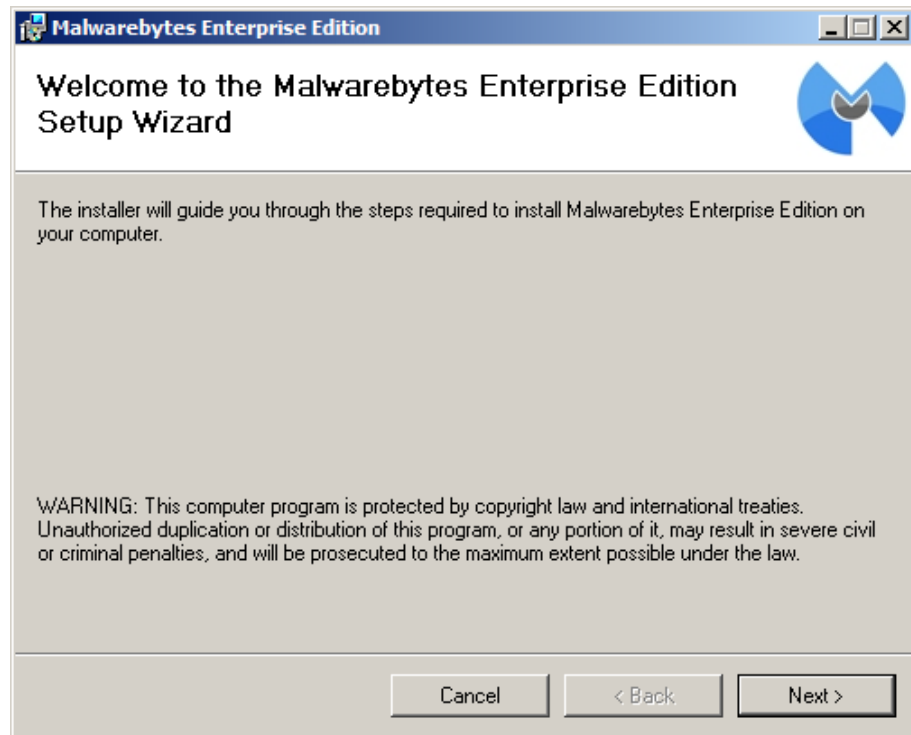 Malwarebytes Enterprise Edition
Welcome to the Malwarebytes Enterprise Edition
Setup Wizard
The installer will guide you through the steps required to install Malwarebytes Enterprise Edition on
your computer.
WARNING: This computer program is protected by copyright law and international treaties.
Unauthorized duplication or distribution of this program, or any portion of it, may result in severe civil
or criminal penalties, and will be prosecuted to the maximum extent possible under the law.
Cancel < Back Next >